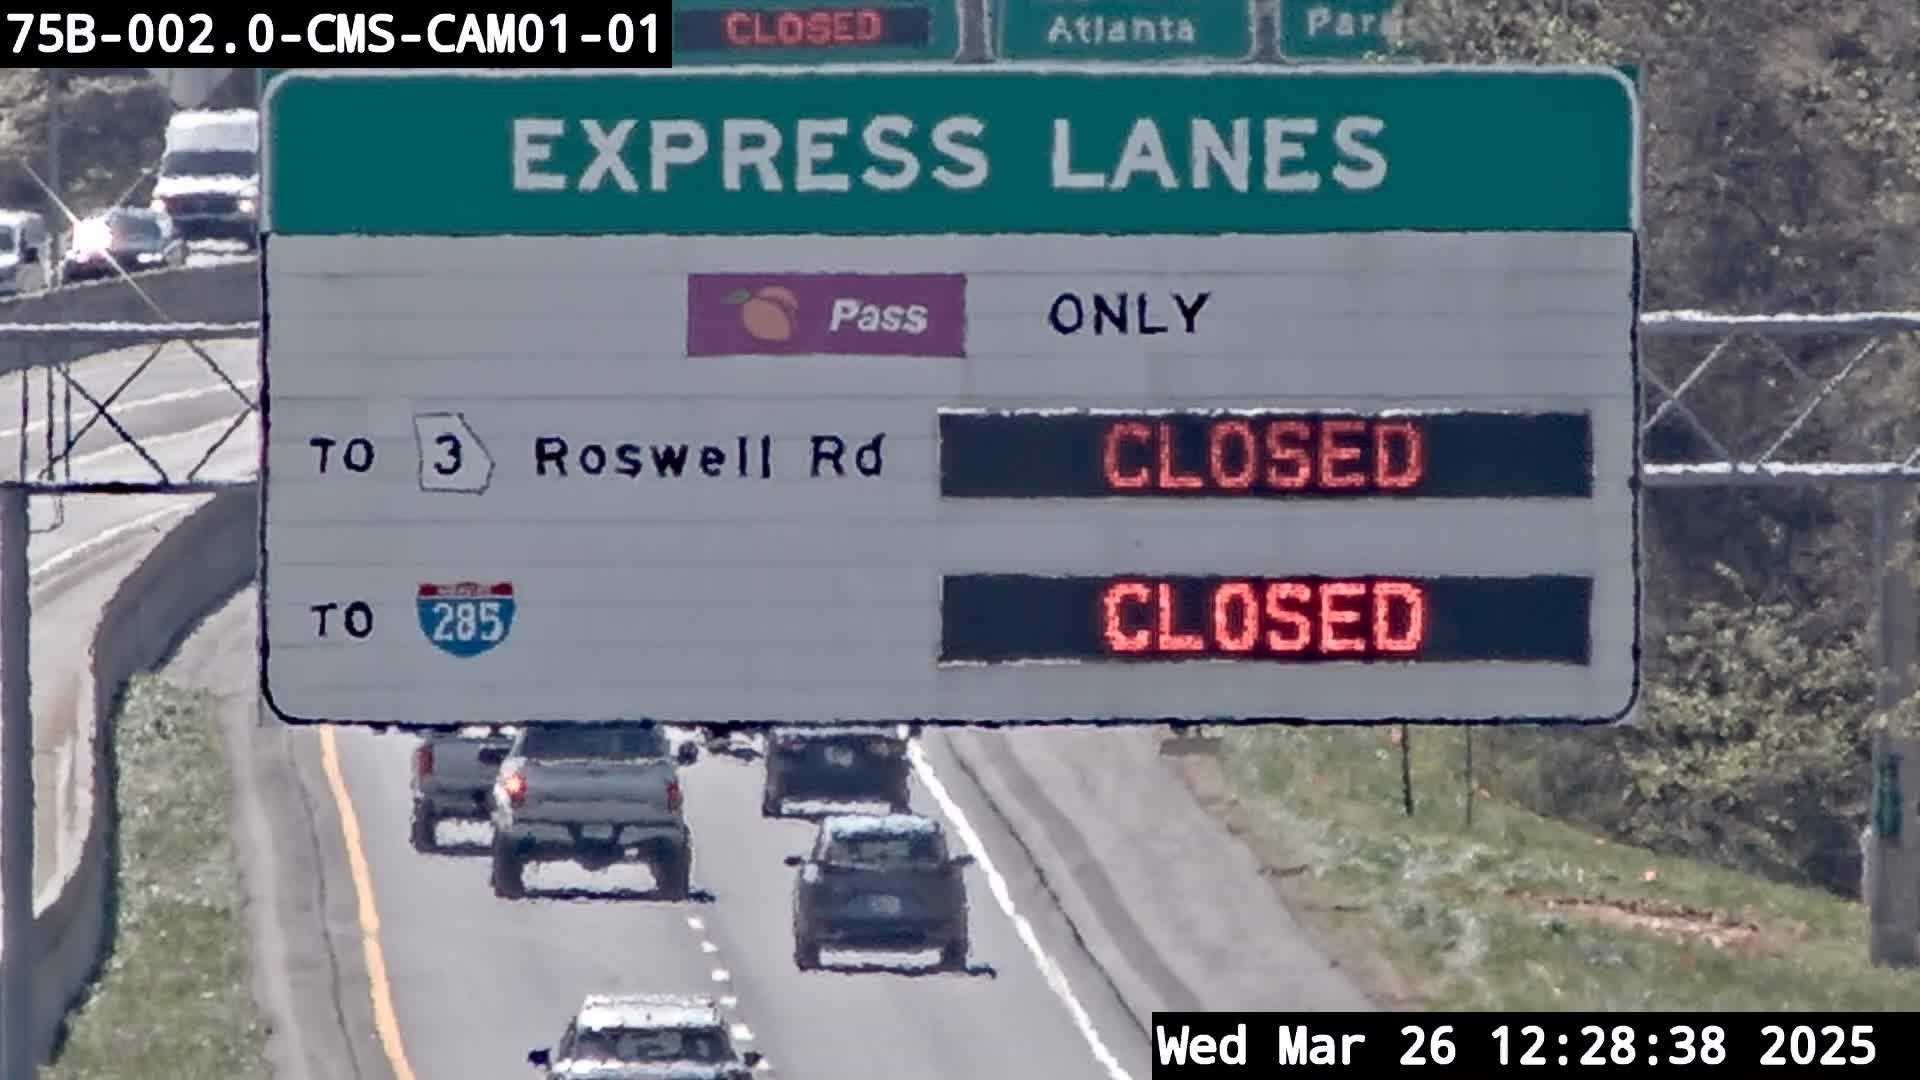 75B-002.0-CMS-CAM01-01
CLOSED
Atlanta
EXPRESS LANES
Pass ONLY
TO 3 Roswell Rd CLOSED
TO 285 CLOSED
Wed Mar 26 12:28:38 2025